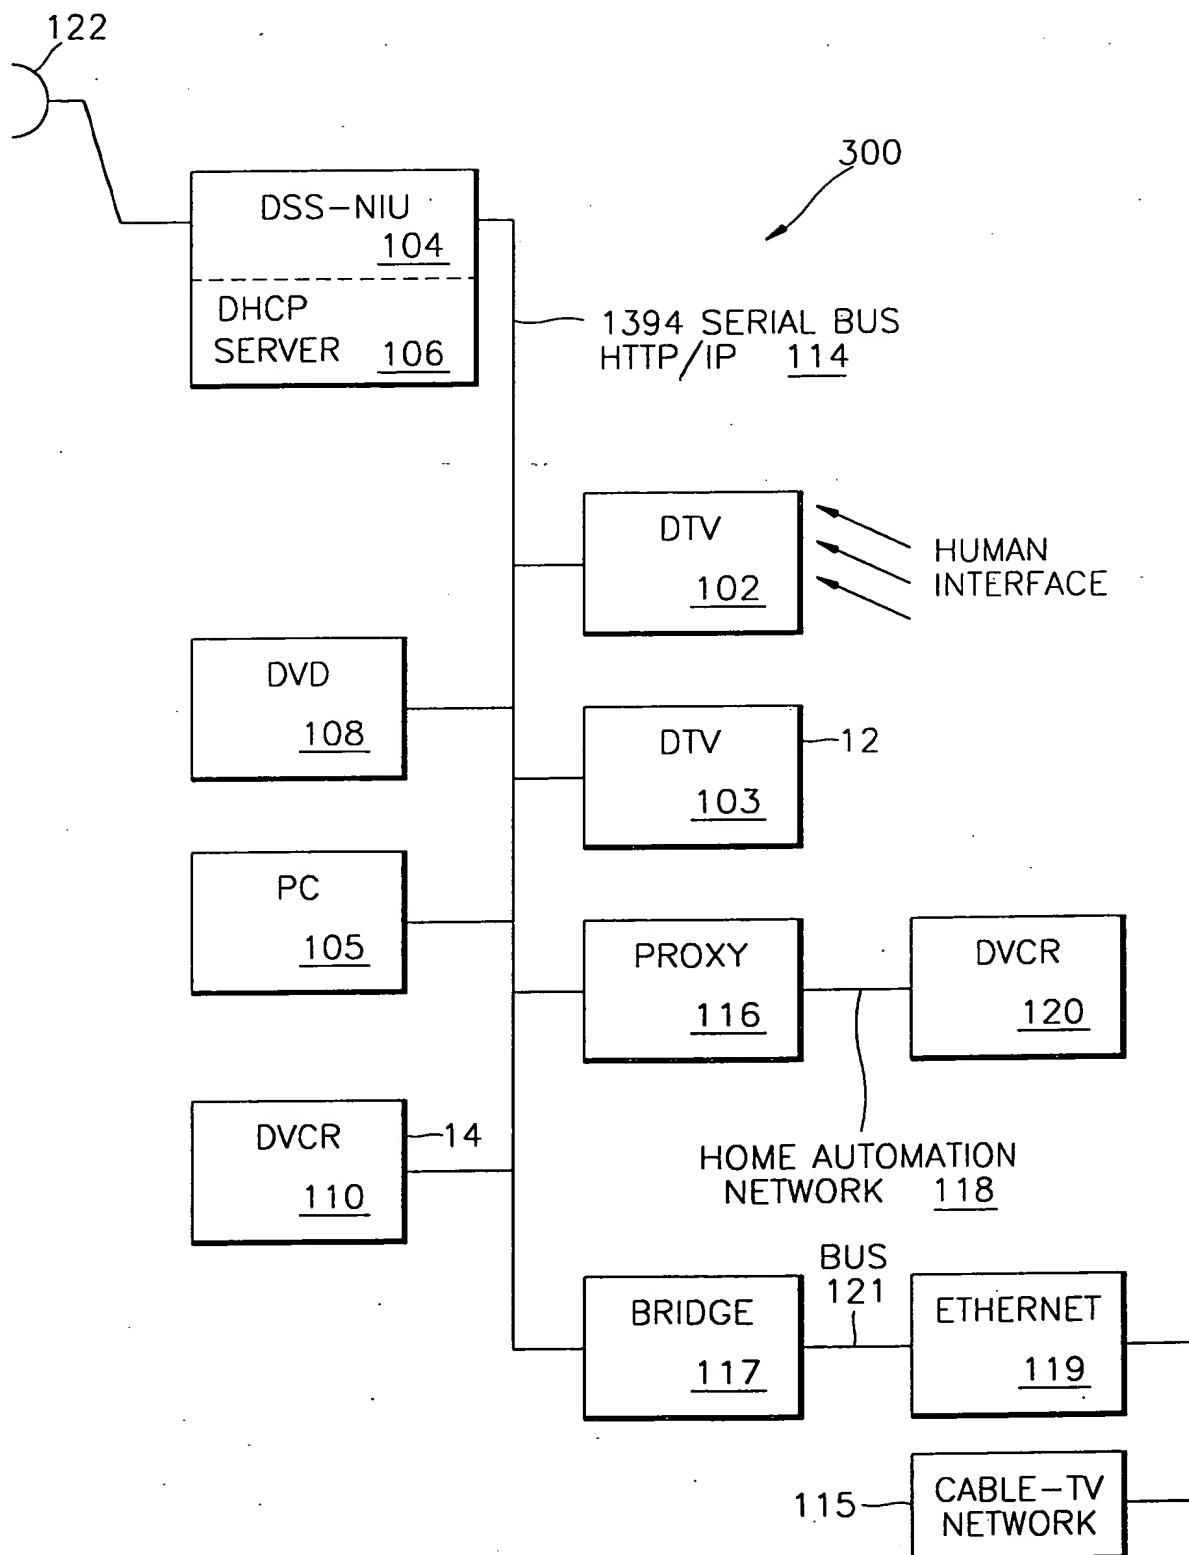 122
300
DSS-NIU
104
DHCP
SERVER 106
1394 SERIAL BUS
HTTP/IP 114
DTV
102
HUMAN
INTERFACE
DVD
108
DTV
103
12
PC
105
PROXY
116
DVCR
120
DVCR
110
14
HOME AUTOMATION
NETWORK 118
BUS
121
BRIDGE
117
ETHERNET
119
115
CABLE-TV
NETWORK